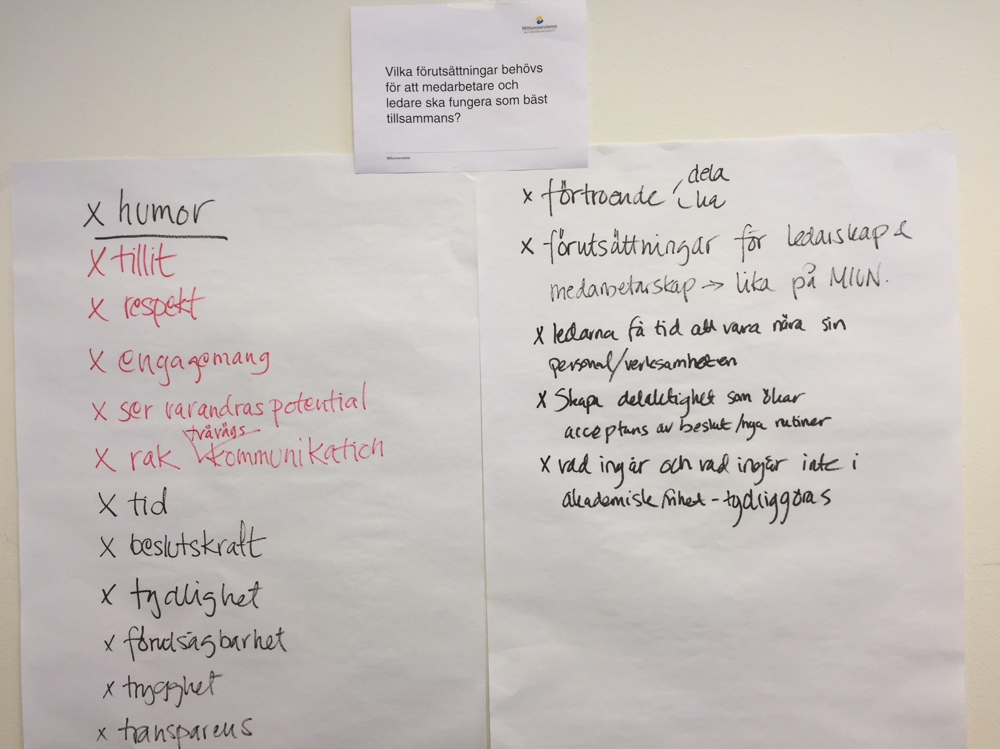 Mittuniversitetet
MID SWEDEN UNIVERSITY
Vilka förutsättningar behövs
för att medarbetare och
ledare ska fungera som bäst
tillsammans?
Mittuniversitetet
x humor
x tillit
x respekt
x engagemang
x ser varandras potential
tvåvägs-
x rak kommunikation
x tid
x beslutskraft
x tydlighet
x förutsägbarhet
x trygghet
x transparens
dela
x förtroende
ha
x förutsättningar för ledarskap &
medarbetarskap → lika på MIUN.
x ledarna få tid att vara nära sin
personal/verksamheten
x Skapa delaktighet som ökar
acceptans av beslut/nya rutiner
x vad ingår och vad ingår inte i
akademisk frihet - tydliggöras